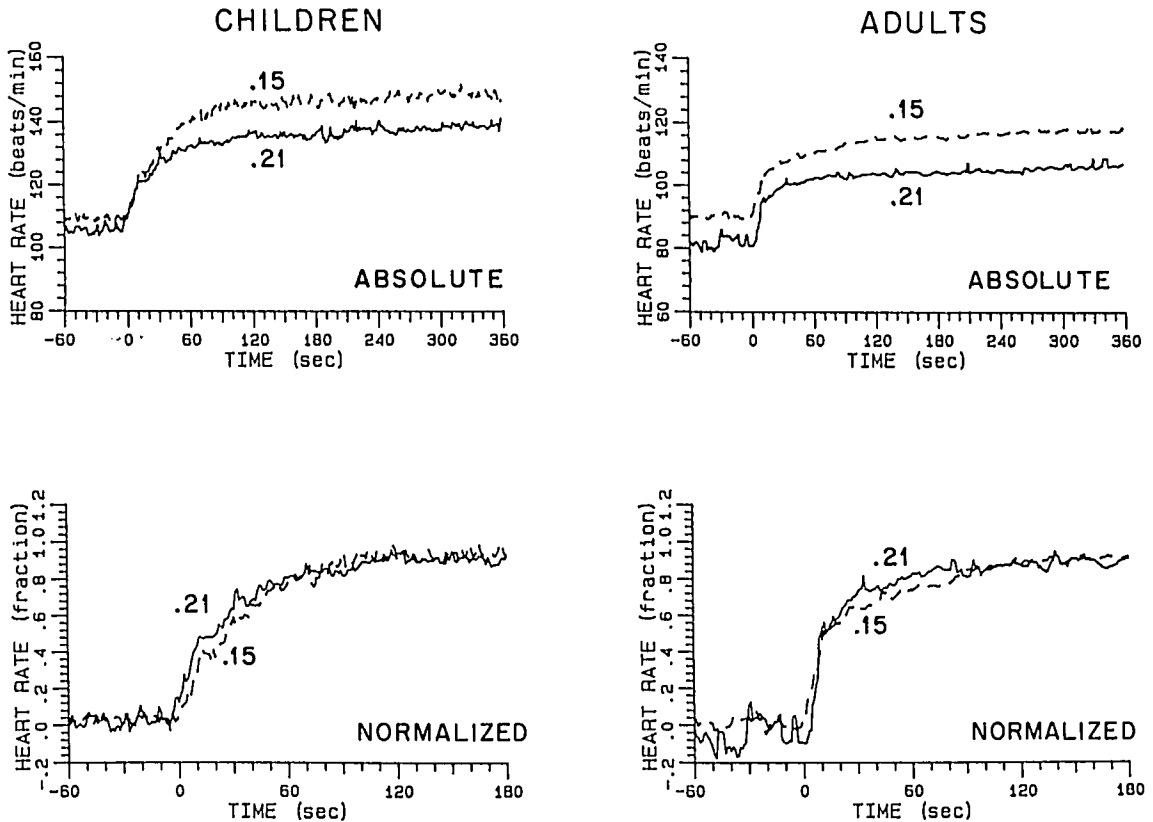 CHILDREN
HEART RATE (beats/min)
160
140
120
100
80
.15
.21
ABSOLUTE
-60 0 60 120 180 240 300 360
TIME (sec)
ADULTS
HEART RATE (beats/min)
140
120
100
80
60
.15
.21
ABSOLUTE
-60 0 60 120 180 240 300 360
TIME (sec)
HEART RATE (fraction)
1.2
1.0
.8
.6
.4
.2
.0
-.2
.21
.15
NORMALIZED
-60 0 60 120 180
TIME (sec)
HEART RATE (fraction)
1.2
1.0
.8
.6
.4
.2
.0
-.2
.21
.15
NORMALIZED
-60 0 60 120 180
TIME (sec)